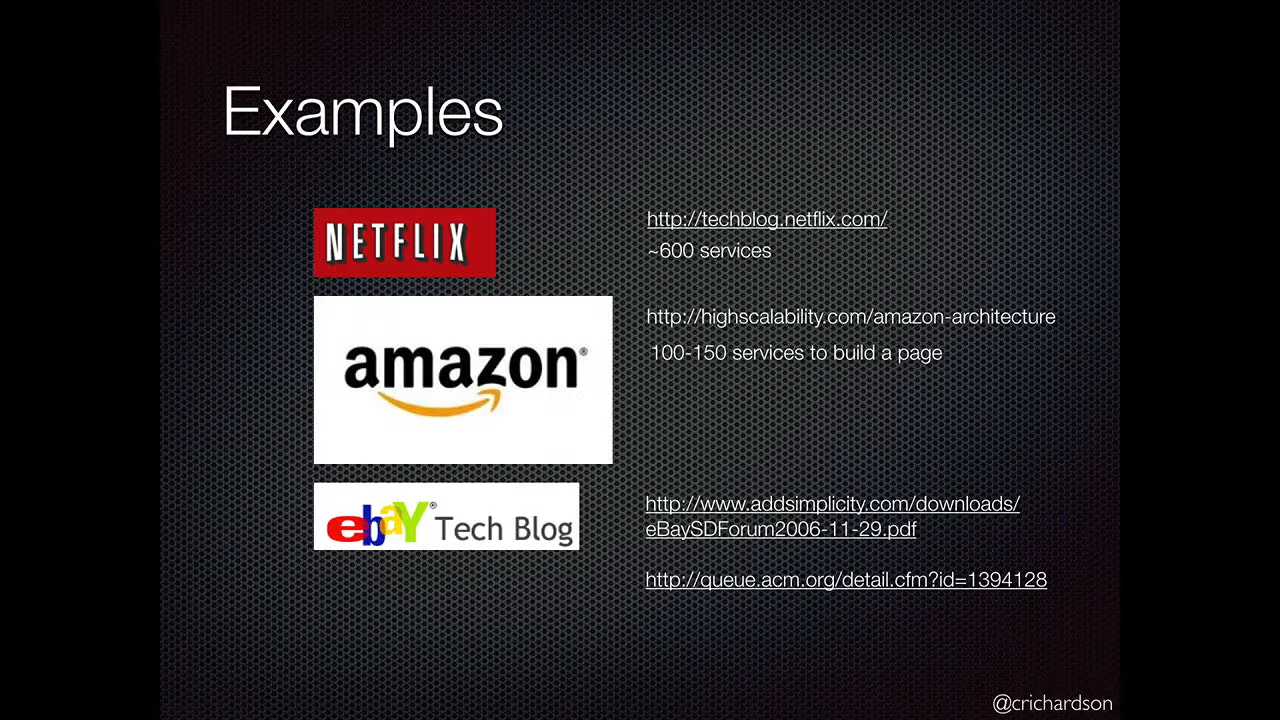 Examples
NETFLIX
http://techblog.netflix.com/
~600 services
amazon®
http://highscalability.com/amazon-architecture
100-150 services to build a page
ebaY® Tech Blog
http://www.addsimplicity.com/downloads/
eBaySDForum2006-11-29.pdf
http://queue.acm.org/detail.cfm?id=1394128
@crichardson